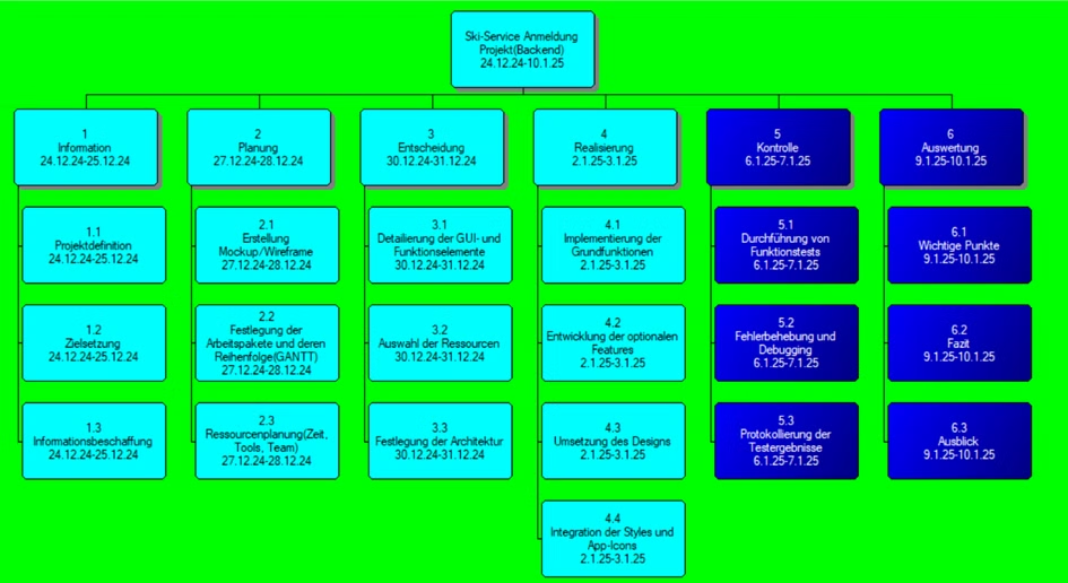 Ski-Service Anmeldung
Projekt(Backend)
24.12.24-10.1.25
1
Information
24.12.24-25.12.24
2
Planung
27.12.24-28.12.24
3
Entscheidung
30.12.24-31.12.24
4
Realisierung
2.1.25-3.1.25
5
Kontrolle
6.1.25-7.1.25
6
Auswertung
9.1.25-10.1.25
1.1
Projektdefinition
24.12.24-25.12.24
2.1
Erstellung
Mockup/Wireframe
27.12.24-28.12.24
3.1
Detailierung der GUI- und
Funktionselemente
30.12.24-31.12.24
4.1
Implementierung der
Grundfunktionen
2.1.25-3.1.25
5.1
Durchführung von
Funktionstests
6.1.25-7.1.25
6.1
Wichtige Punkte
9.1.25-10.1.25
1.2
Zielsetzung
24.12.24-25.12.24
2.2
Festlegung der
Arbeitspakete und deren
Reihenfolge(GANTT)
27.12.24-28.12.24
3.2
Auswahl der Ressourcen
30.12.24-31.12.24
4.2
Entwicklung der optionalen
Features
2.1.25-3.1.25
5.2
Fehlerbehebung und
Debugging
6.1.25-7.1.25
6.2
Fazit
9.1.25-10.1.25
1.3
Informationsbeschaffung
24.12.24-25.12.24
2.3
Ressourcenplanung(Zeit,
Tools, Team)
27.12.24-28.12.24
3.3
Festlegung der Architektur
30.12.24-31.12.24
4.3
Umsetzung des Designs
2.1.25-3.1.25
5.3
Protokollierung der
Testergebnisse
6.1.25-7.1.25
6.3
Ausblick
9.1.25-10.1.25
4.4
Integration der Styles und
App-Icons
2.1.25-3.1.25